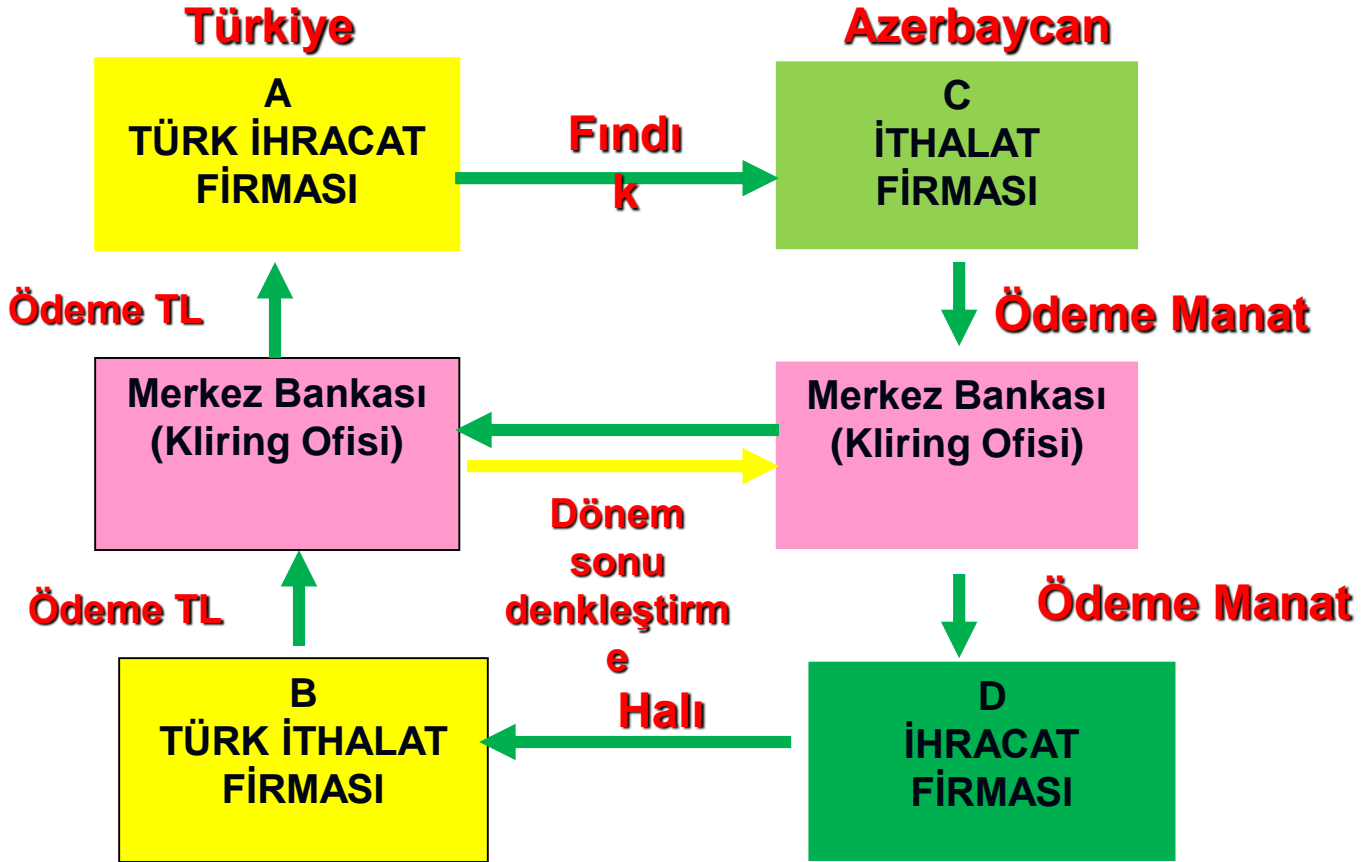 Türkiye
Azerbaycan
A
TÜRK İHRACAT
FİRMASI
Fındı
k
C
İTHALAT
FİRMASI
Ödeme TL
Ödeme Manat
Merkez Bankası
(Kliring Ofisi)
Merkez Bankası
(Kliring Ofisi)
Dönem
sonu
denkleştirm
e
Ödeme TL
Ödeme Manat
B
TÜRK İTHALAT
FİRMASI
Halı
D
İHRACAT
FİRMASI